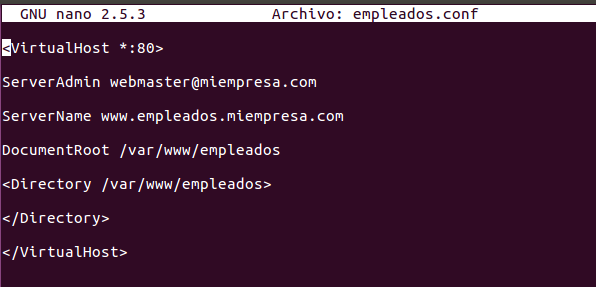 GNU nano 2.5.3 Archivo: empleados.conf
<VirtualHost *:80>
ServerAdmin webmaster@miempresa.com
ServerName www.empleados.miempresa.com
DocumentRoot /var/www/empleados
<Directory /var/www/empleados>
</Directory>
</VirtualHost>